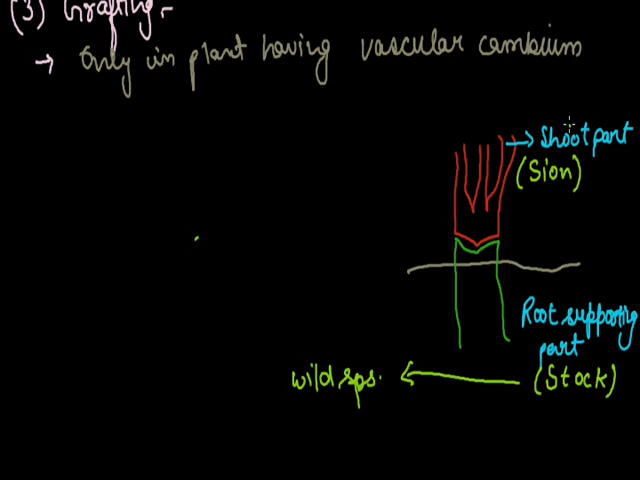 (3) Grafting.
→ Only in plant having vascular cambium
→ Shoot part
(Sion)
Root supporting
part
wild sps. ← (Stock)